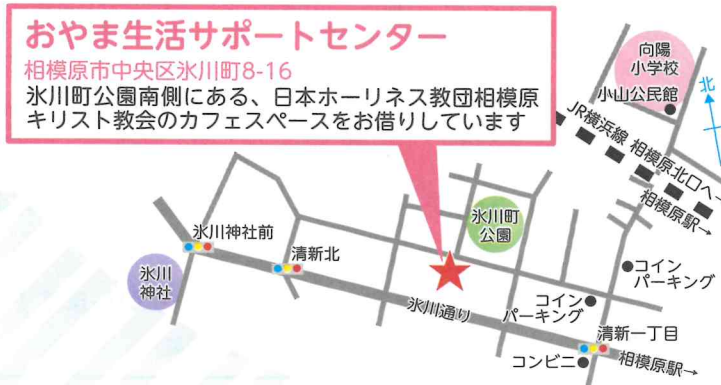 おやま生活サポートセンター
相模原市中央区氷川町8-16
氷川町公園南側にある、日本ホーリネス教団相模原
キリスト教会のカフェスペースをお借りしています
向陽
小学校
小山公民館
北
JR横浜線 相模原北口へ→
相模原駅→
氷川町
公園
氷川神社前
清新北
氷川
神社
コイン
パーキング
氷川通り
コイン
パーキング
清新一丁目
コンビニ
相模原駅→